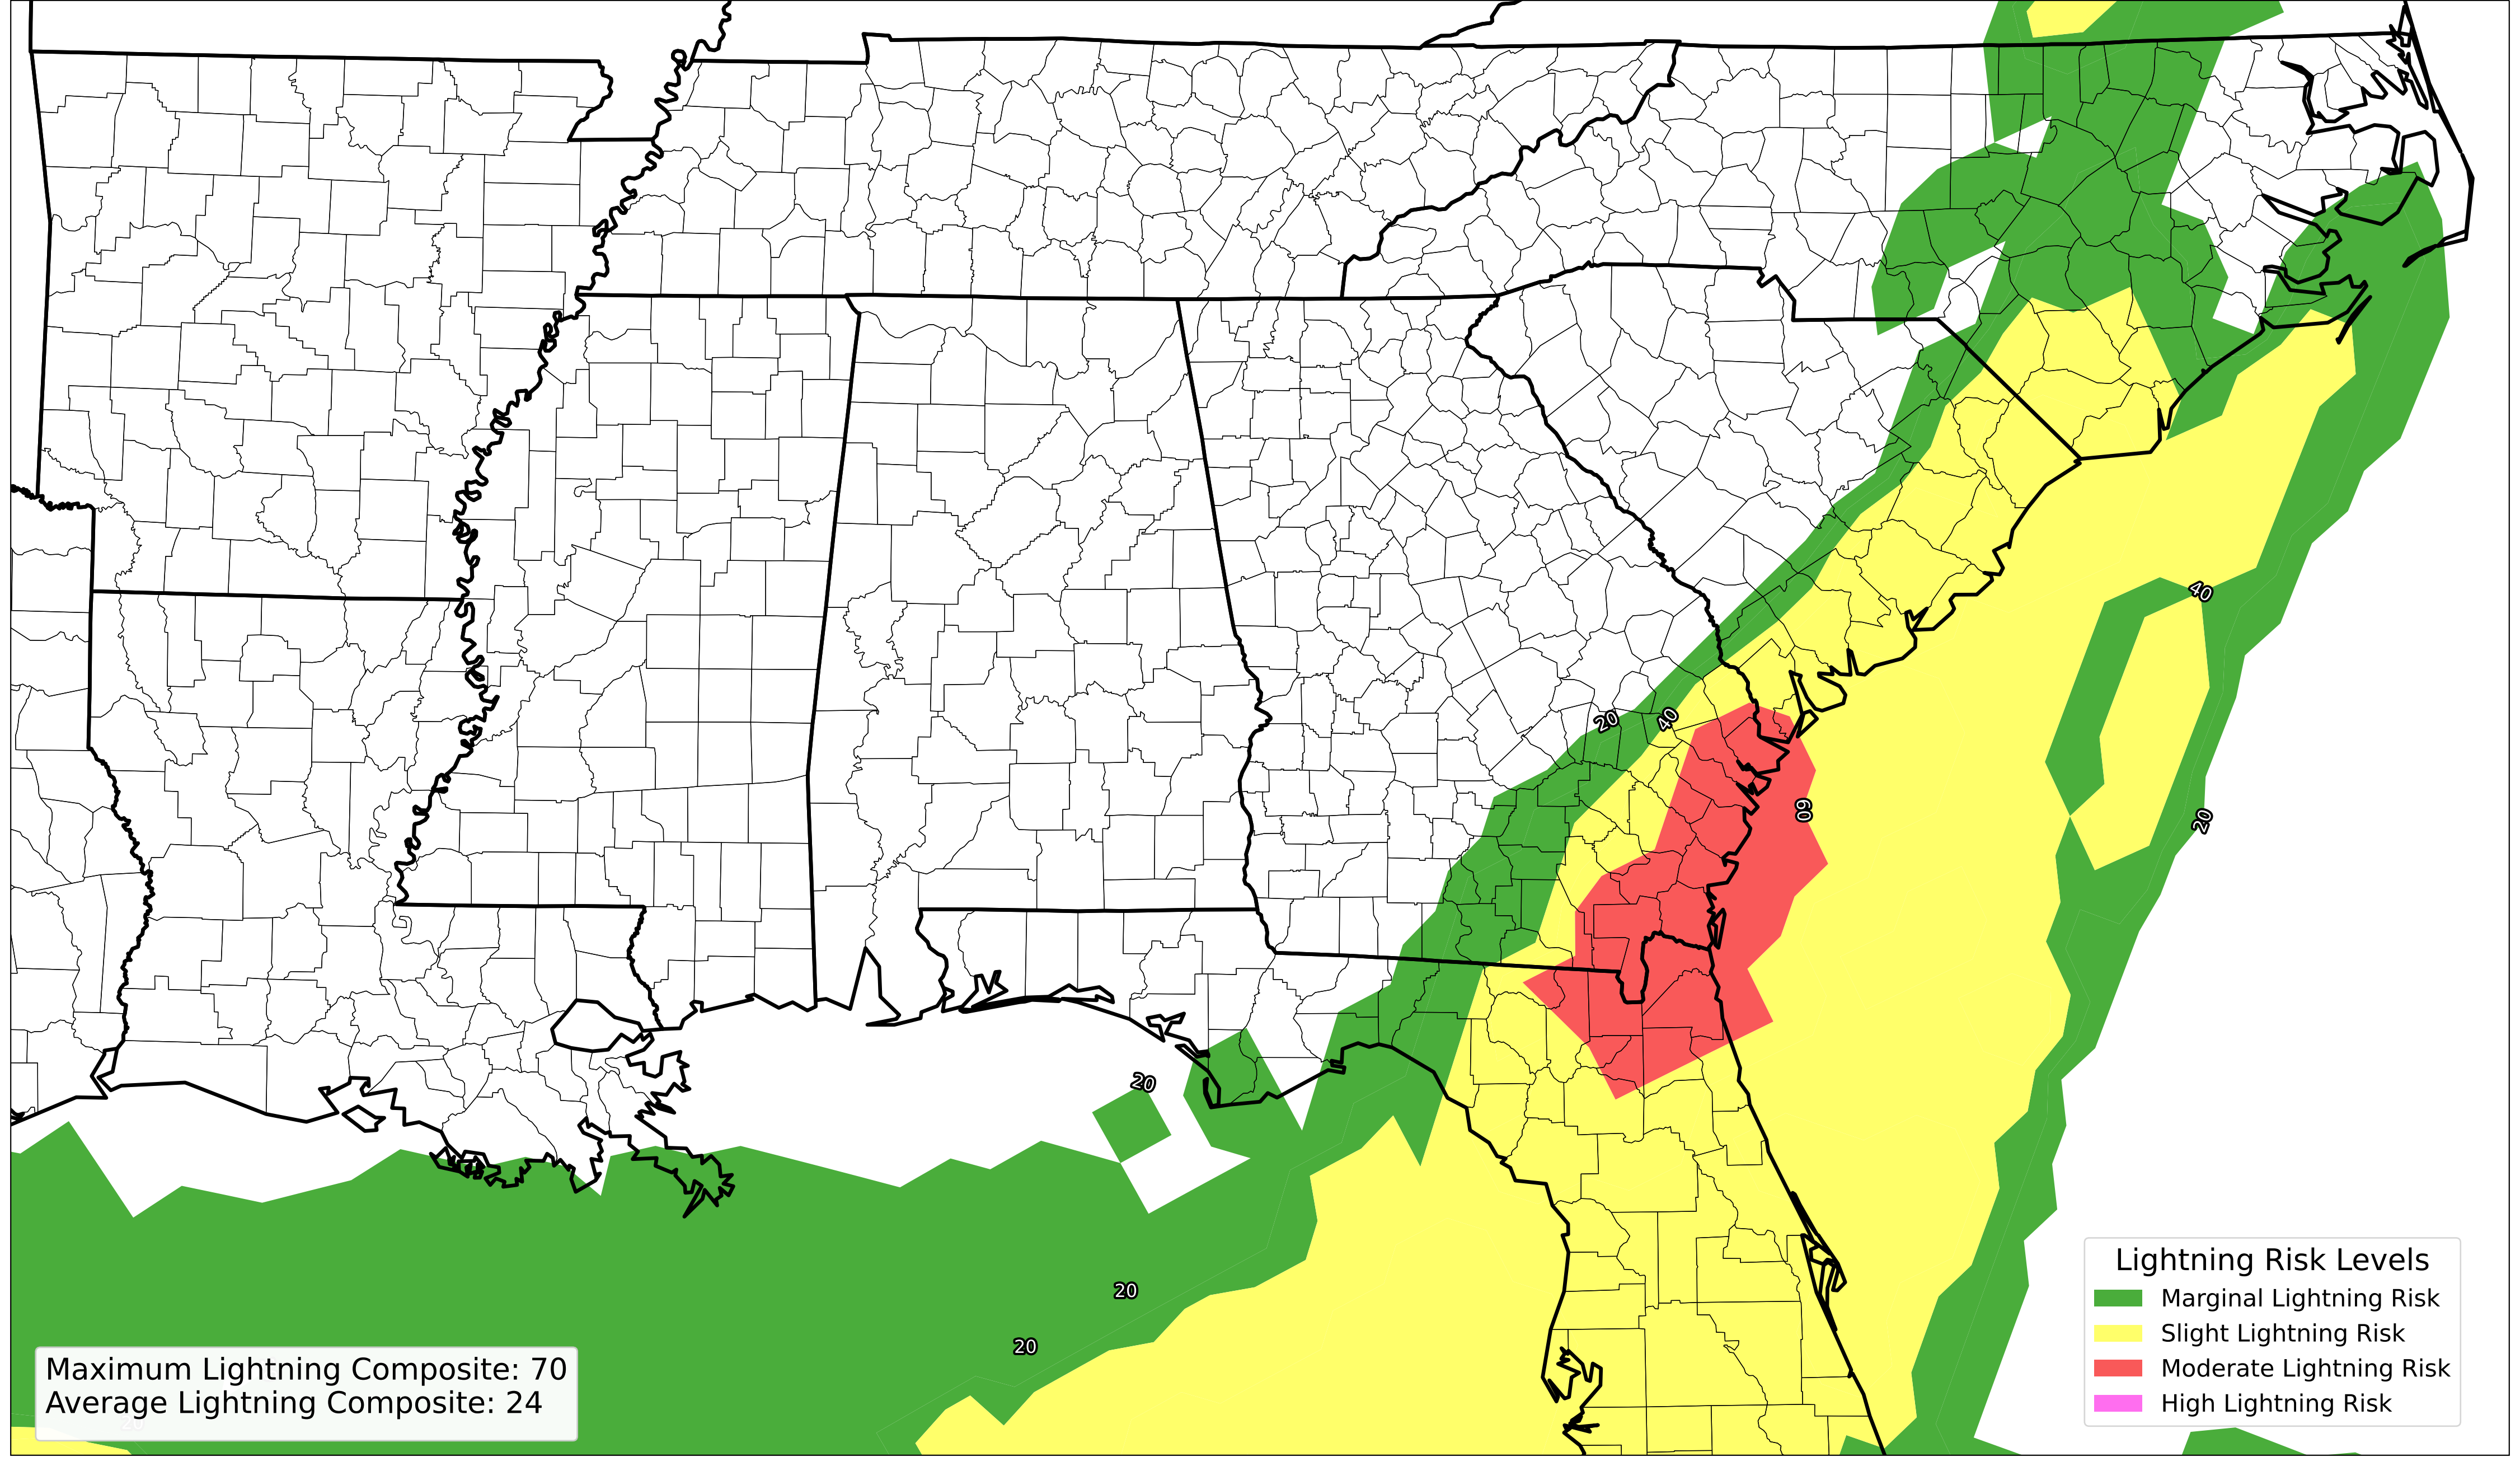 40
20
40
60
20
20
20
20
Lightning Risk Levels
Marginal Lightning Risk
Slight Lightning Risk
Moderate Lightning Risk
High Lightning Risk
Maximum Lightning Composite: 70
Average Lightning Composite: 24